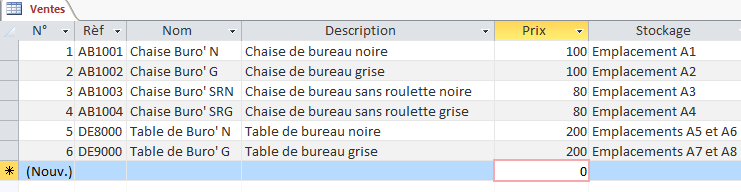 Ventes
N° Rèf Nom Description Prix Stockage
1 AB1001 Chaise Buro' N Chaise de bureau noire 100 Emplacement A1
2 AB1002 Chaise Buro' G Chaise de bureau grise 100 Emplacement A2
3 AB1003 Chaise Buro' SRN Chaise de bureau sans roulette noire 80 Emplacement A3
4 AB1004 Chaise Buro' SRG Chaise de bureau sans roulette grise 80 Emplacement A4
5 DE8000 Table de Buro' N Table de bureau noire 200 Emplacements A5 et A6
6 DE9000 Table de Buro' G Table de bureau grise 200 Emplacements A7 et A8
* (Nouv.) 0